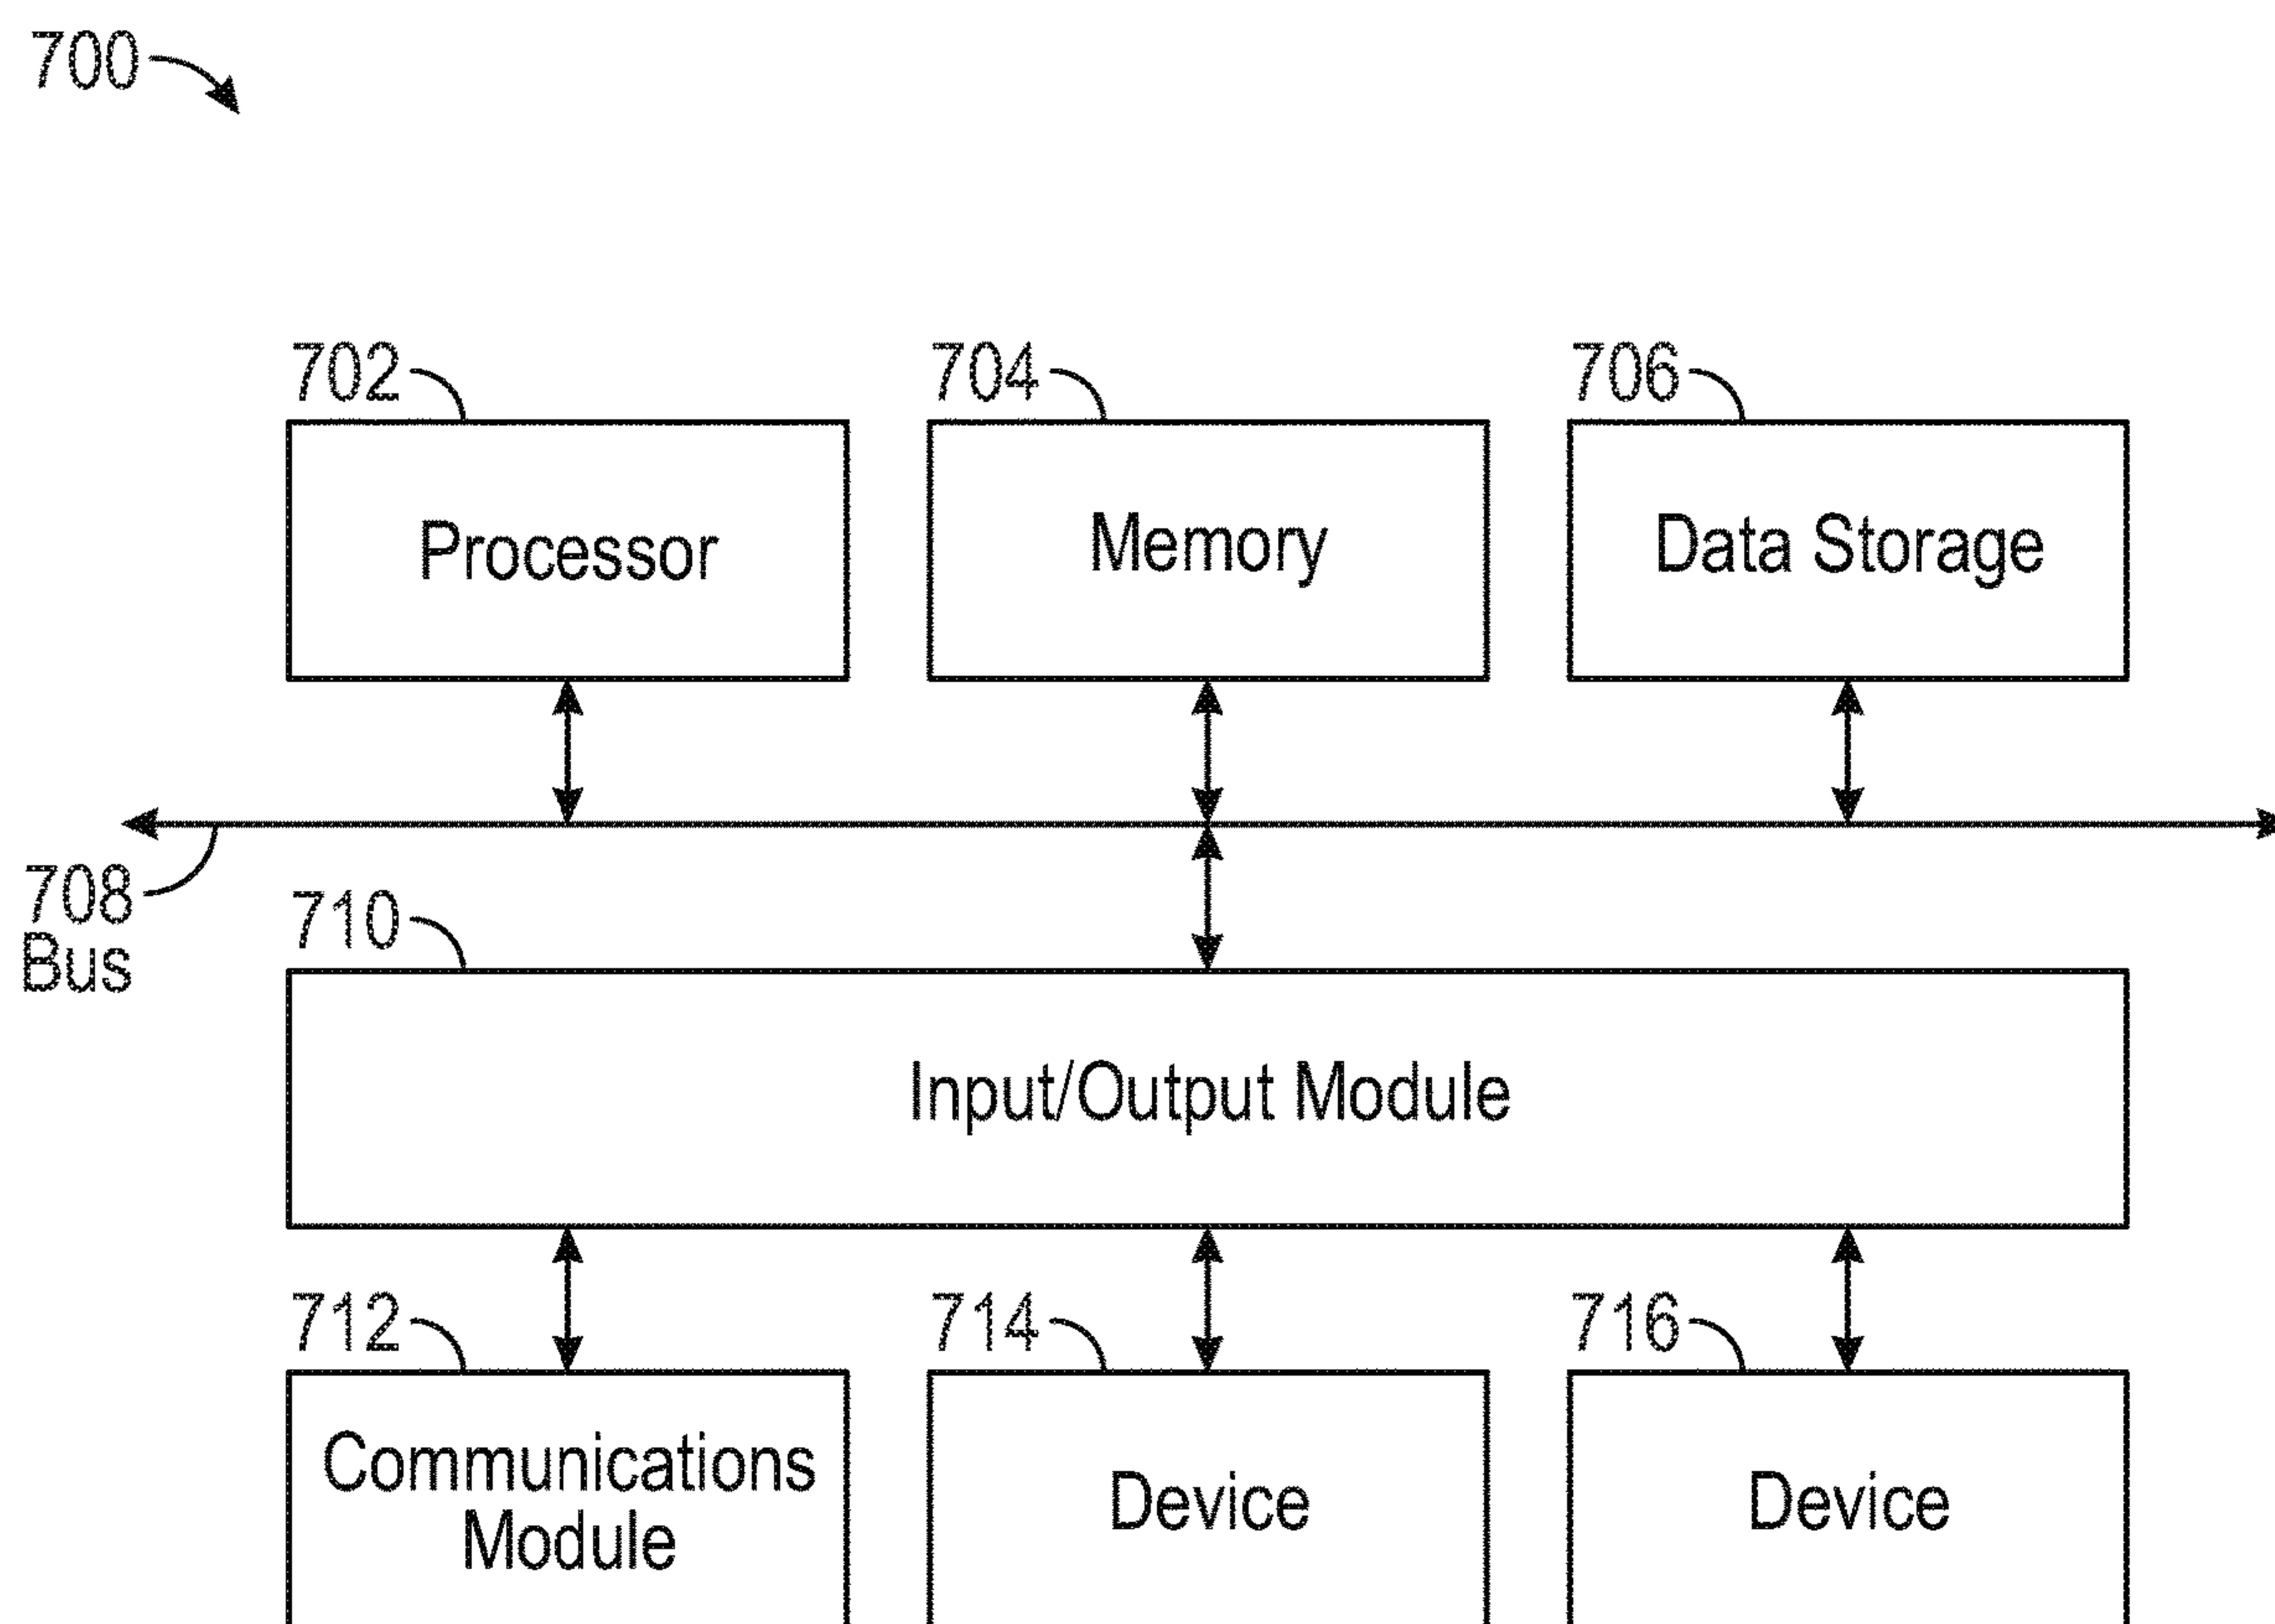 700
702
704
706
Processor
Memory
Data Storage
708
Bus
710
Input/Output Module
712
714
716
Communications
Module
Device
Device